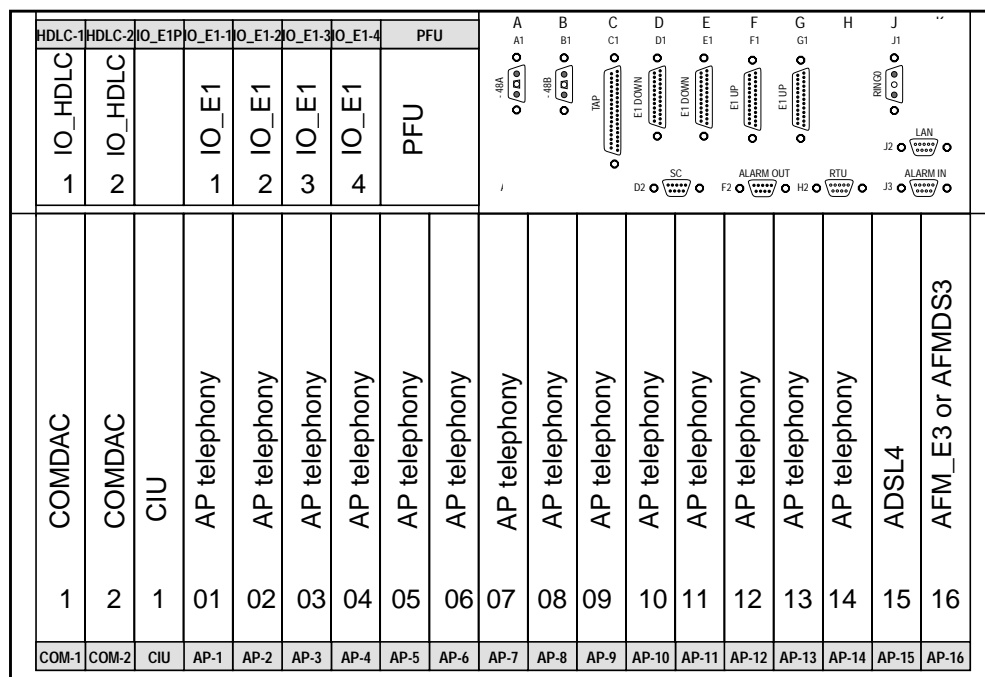 HDLC-1 HDLC-2 IO_E1P IO_E1-1 IO_E1-2 IO_E1-3 IO_E1-4 PFU
A B C D E F G H J
A1 B1 C1 D1 E1 F1 G1 J1
IO_HDLC IO_HDLC IO_E1 IO_E1 IO_E1 IO_E1 PFU
1 2 1 2 3 4
- 48A - 48B TAP E1 DOWN E1 DOWN E1 UP E1 UP RING0
LAN
J2
SC ALARM OUT RTU ALARM IN
D2 F2 H2 J3
COMDAC COMDAC CIU AP telephony AP telephony AP telephony AP telephony AP telephony AP telephony AP telephony AP telephony AP telephony AP telephony AP telephony AP telephony AP telephony AP telephony ADSL4 AFM_E3 or AFMDS3
1 2 1 01 02 03 04 05 06 07 08 09 10 11 12 13 14 15 16
COM-1 COM-2 CIU AP-1 AP-2 AP-3 AP-4 AP-5 AP-6 AP-7 AP-8 AP-9 AP-10 AP-11 AP-12 AP-13 AP-14 AP-15 AP-16